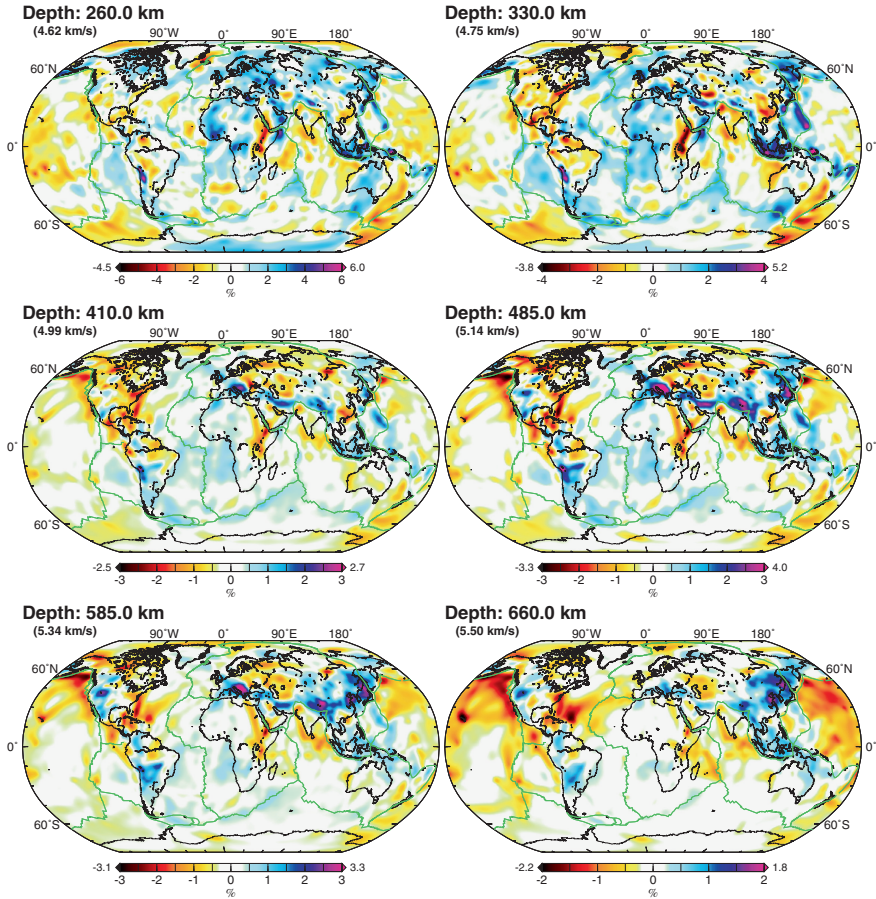 Depth: 260.0 km
(4.62 km/s)
90˚W 0˚ 90˚E 180˚
60˚N
0˚
60˚S
-4.5 6.0
-6 -4 -2 0 2 4 6
%
Depth: 330.0 km
(4.75 km/s)
90˚W 0˚ 90˚E 180˚
60˚N
0˚
60˚S
-3.8 5.2
-4 -2 0 2 4
%
Depth: 410.0 km
(4.99 km/s)
90˚W 0˚ 90˚E 180˚
60˚N
0˚
60˚S
-2.5 2.7
-3 -2 -1 0 1 2 3
%
Depth: 485.0 km
(5.14 km/s)
90˚W 0˚ 90˚E 180˚
60˚N
0˚
60˚S
-3.3 4.0
-3 -2 -1 0 1 2 3
%
Depth: 585.0 km
(5.34 km/s)
90˚W 0˚ 90˚E 180˚
60˚N
0˚
60˚S
-3.1 3.3
-3 -2 -1 0 1 2 3
%
Depth: 660.0 km
(5.50 km/s)
90˚W 0˚ 90˚E 180˚
60˚N
0˚
60˚S
-2.2 1.8
-2 -1 0 1 2
%